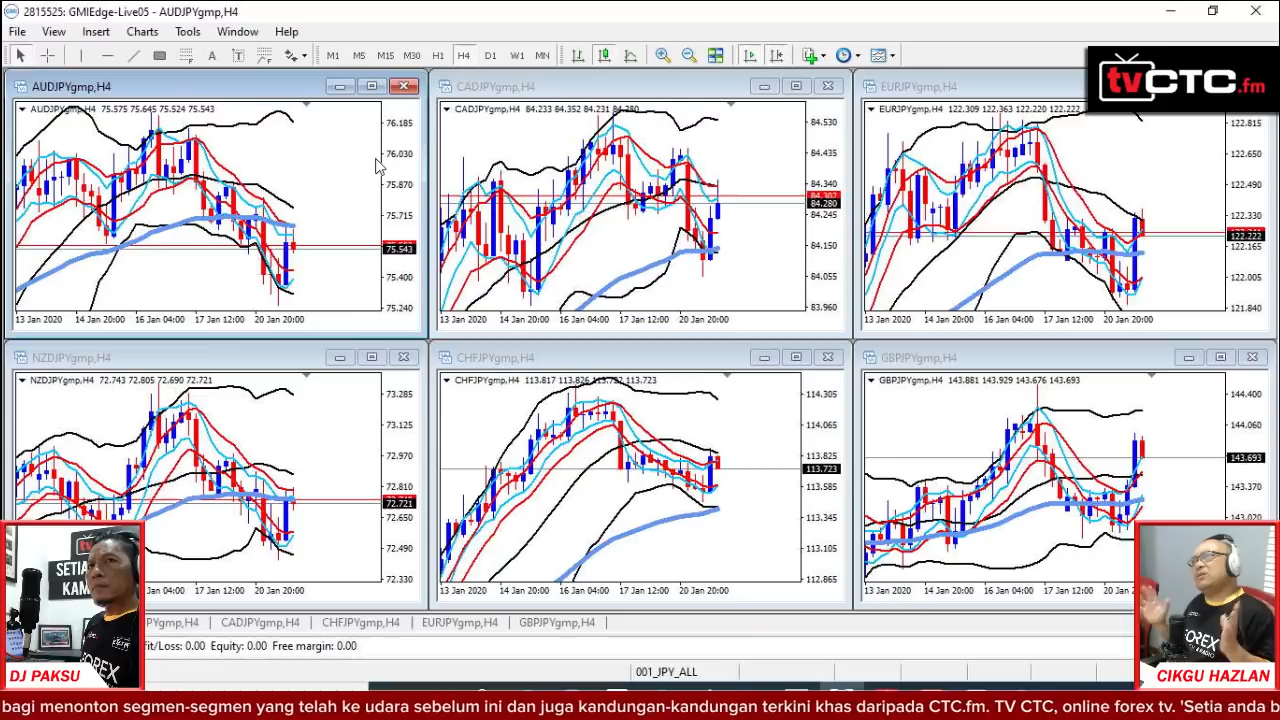 2815525: GMIEdge-Live05 - AUDJPYgmp,H4
File View Insert Charts Tools Window Help
M1 M5 M15 M30 H1 H4 D1 W1 MN
tvCTC.fm
AUDJPYgmp,H4
AUDJPYgmp,H4 75.575 75.645 75.524 75.543
76.185
76.030
75.870
75.715
75.543
75.400
75.240
13 Jan 2020 14 Jan 20:00 16 Jan 04:00 17 Jan 12:00 20 Jan 20:00
CADJPYgmp,H4
CADJPYgmp,H4 84.233 84.352 84.231 84.280
84.530
84.435
84.340
84.302
84.280
84.245
84.150
84.055
83.960
13 Jan 2020 14 Jan 20:00 16 Jan 04:00 17 Jan 12:00 20 Jan 20:00
EURJPYgmp,H4
EURJPYgmp,H4 122.309 122.363 122.220 122.222
122.815
122.650
122.490
122.330
122.222
122.165
122.005
121.840
13 Jan 2020 14 Jan 20:00 16 Jan 04:00 17 Jan 12:00 20 Jan 20:00
NZDJPYgmp,H4
NZDJPYgmp,H4 72.743 72.805 72.690 72.721
73.285
73.125
72.970
72.810
72.721
72.650
72.490
72.330
Jan 04:00 17 Jan 12:00 20 Jan 20:00
CHFJPYgmp,H4
CHFJPYgmp,H4 113.817 113.826 113.723
114.305
114.065
113.825
113.723
113.585
113.345
113.105
112.865
13 Jan 2020 14 Jan 20:00 16 Jan 04:00 17 Jan 12:00 20 Jan 20:00
GBPJPYgmp,H4
GBPJPYgmp,H4 143.881 143.929 143.676 143.693
144.400
144.060
143.693
143.370
143.020
13 Jan 2020 14 Jan 20:00 16 Jan 04:00 17 Jan 12:00
PYgmp,H4 CADJPYgmp,H4 CHFJPYgmp,H4 EURJPYgmp,H4 GBPJPYgmp,H4
fit/Loss: 0.00 Equity: 0.00 Free margin: 0.00
001_JPY_ALL
SETIA
KAM
FOREX
DJ PAKSU
FOREX
CIKGU HAZLAN
bagi menonton segmen-segmen yang telah ke udara sebelum ini dan juga kandungan-kandungan terkini khas daripada CTC.fm. TV CTC, online forex tv. 'Setia anda b